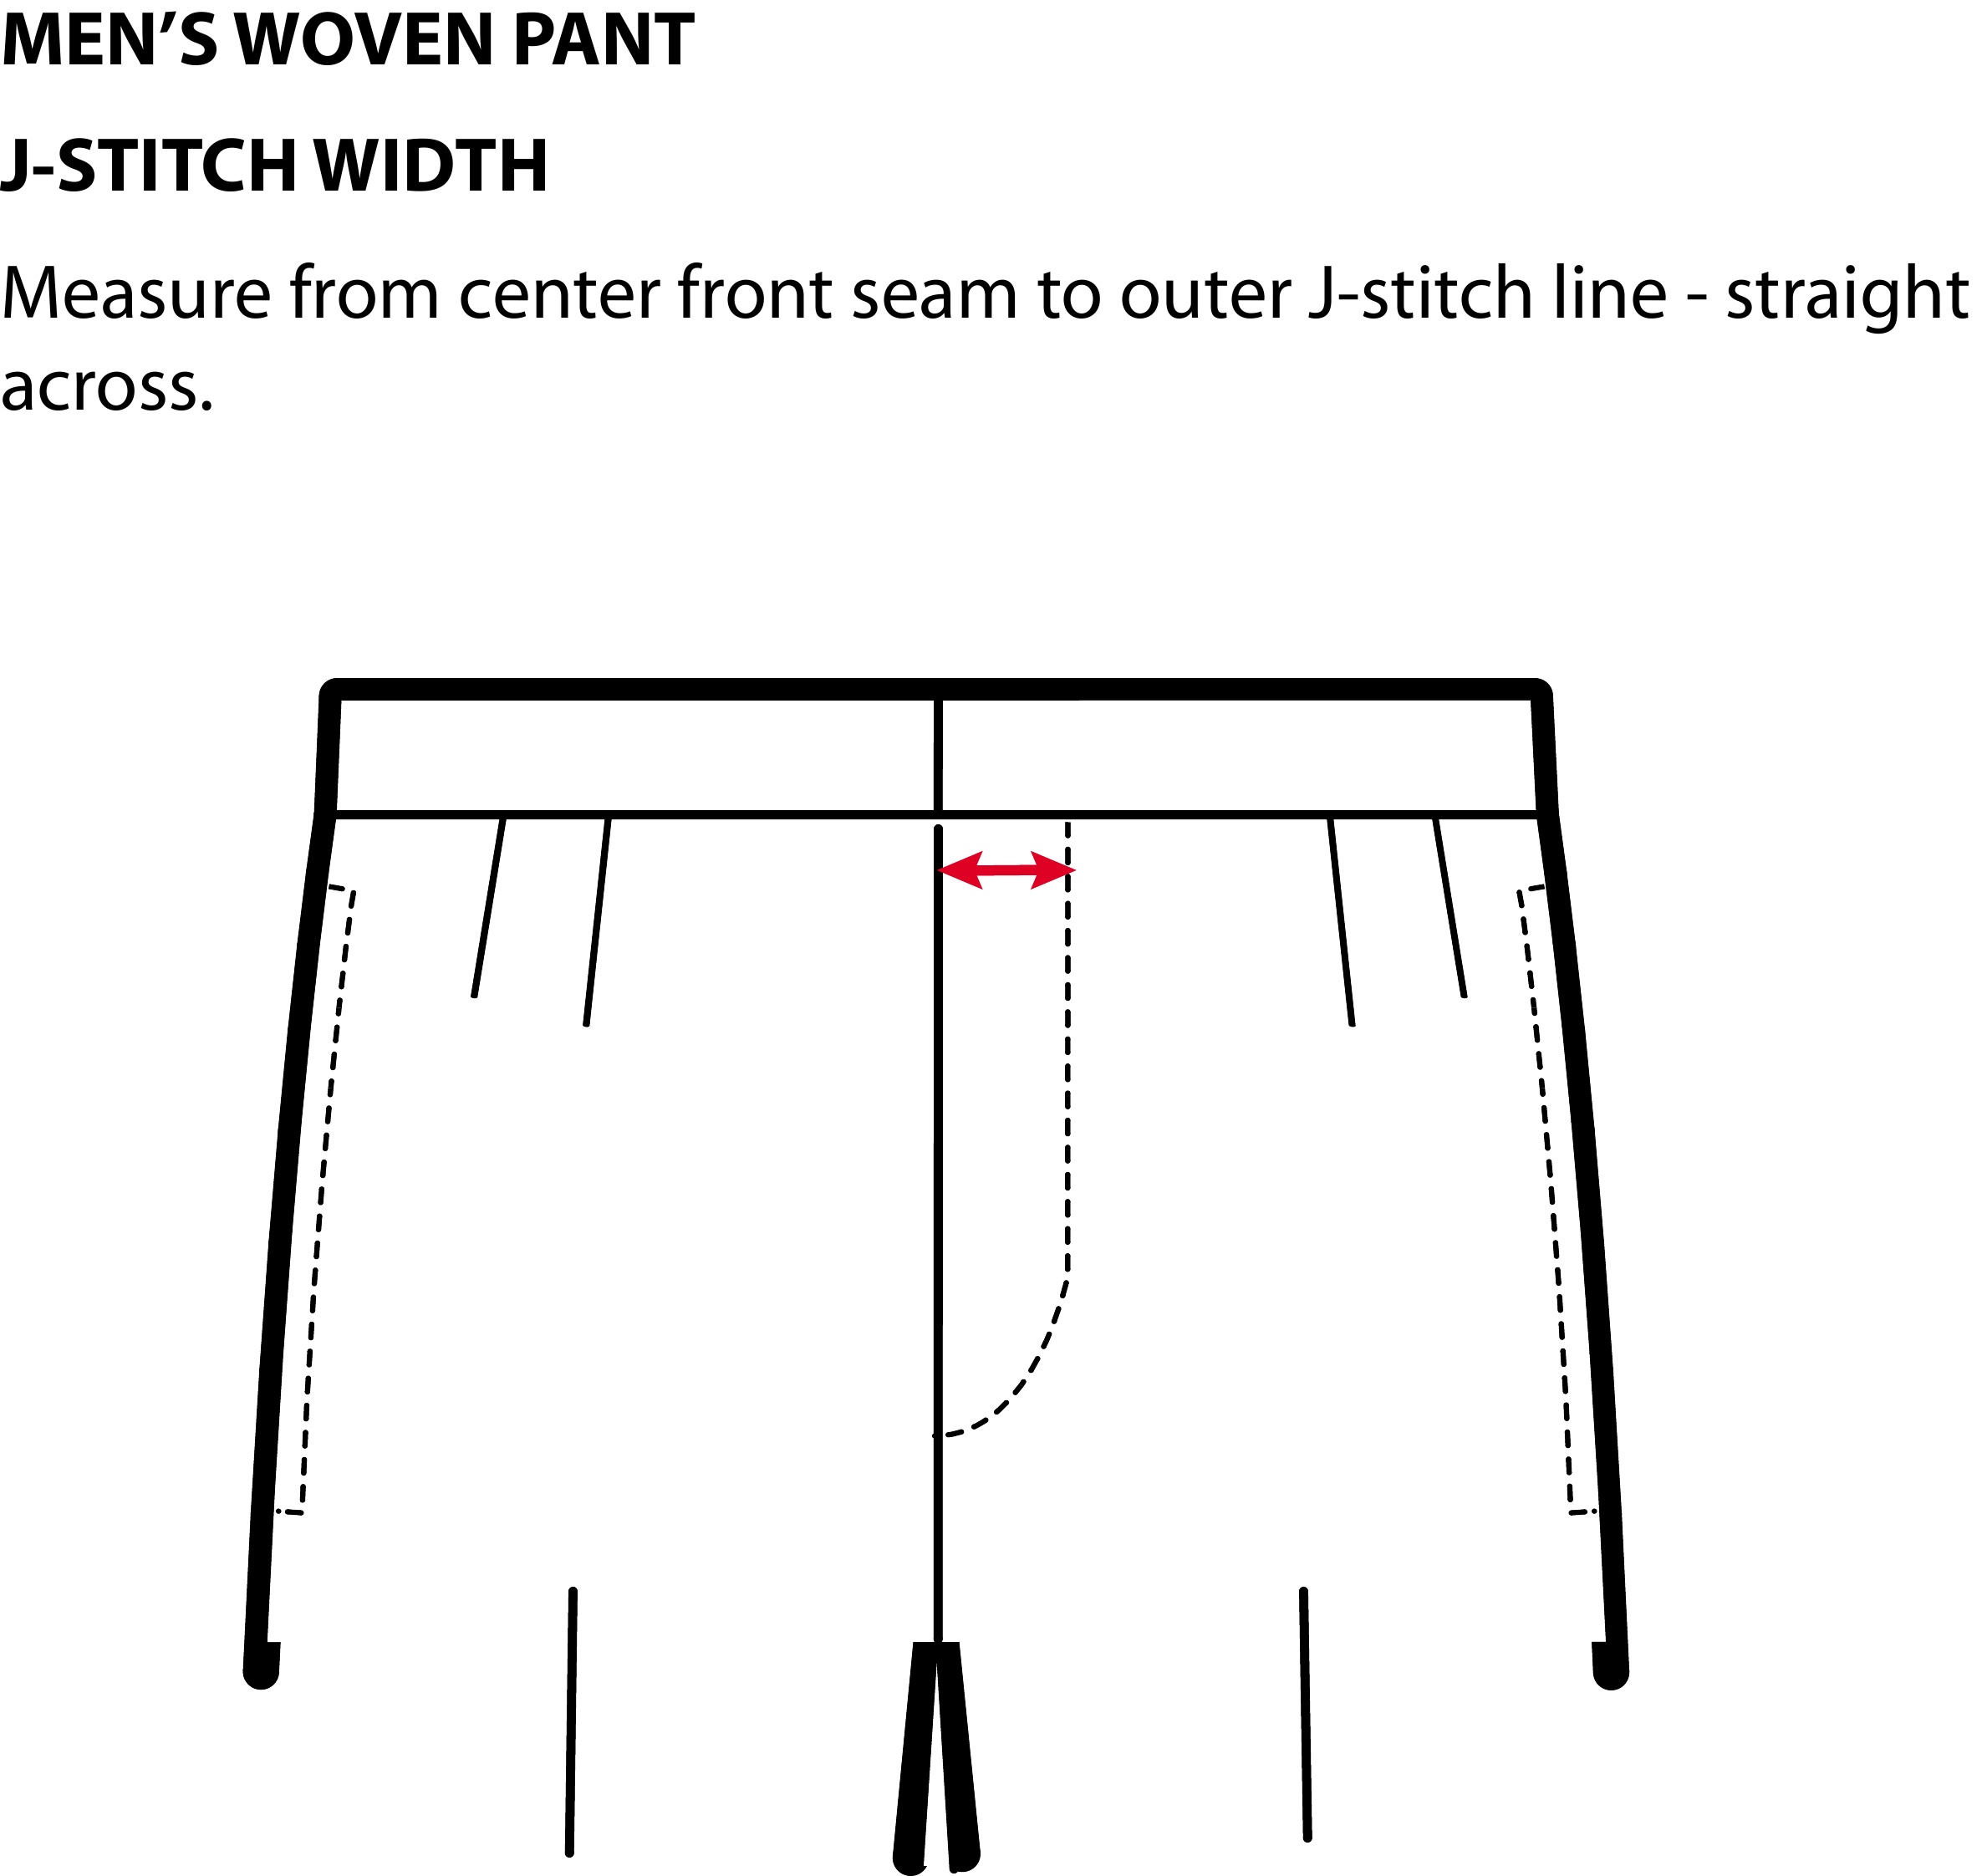 MEN´S WOVEN PANT
J-STITCH WIDTH
Measure from center front seam to outer J-stitch line - straight
across.